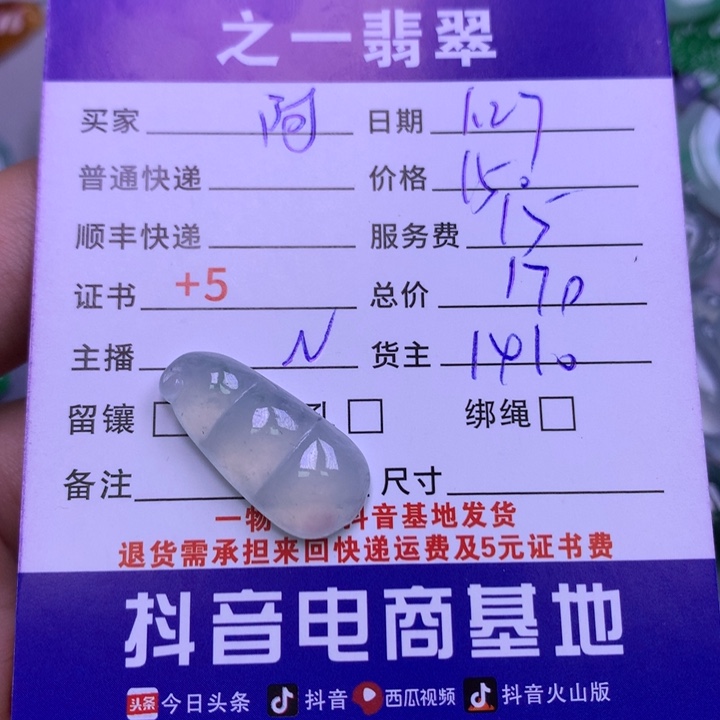 之一翡翠
买家 阿 日期 1.27
普通快递 价格 150
顺丰快递 服务费 15
证书 +5 总价 170
主播 N 货主 1410
留镶 孔 绑绳
备注 尺寸
一物 抖音基地发货
退货需承担来回快递运费及5元证书费
抖音电商基地
头条 今日头条 抖音 西瓜视频 抖音火山版